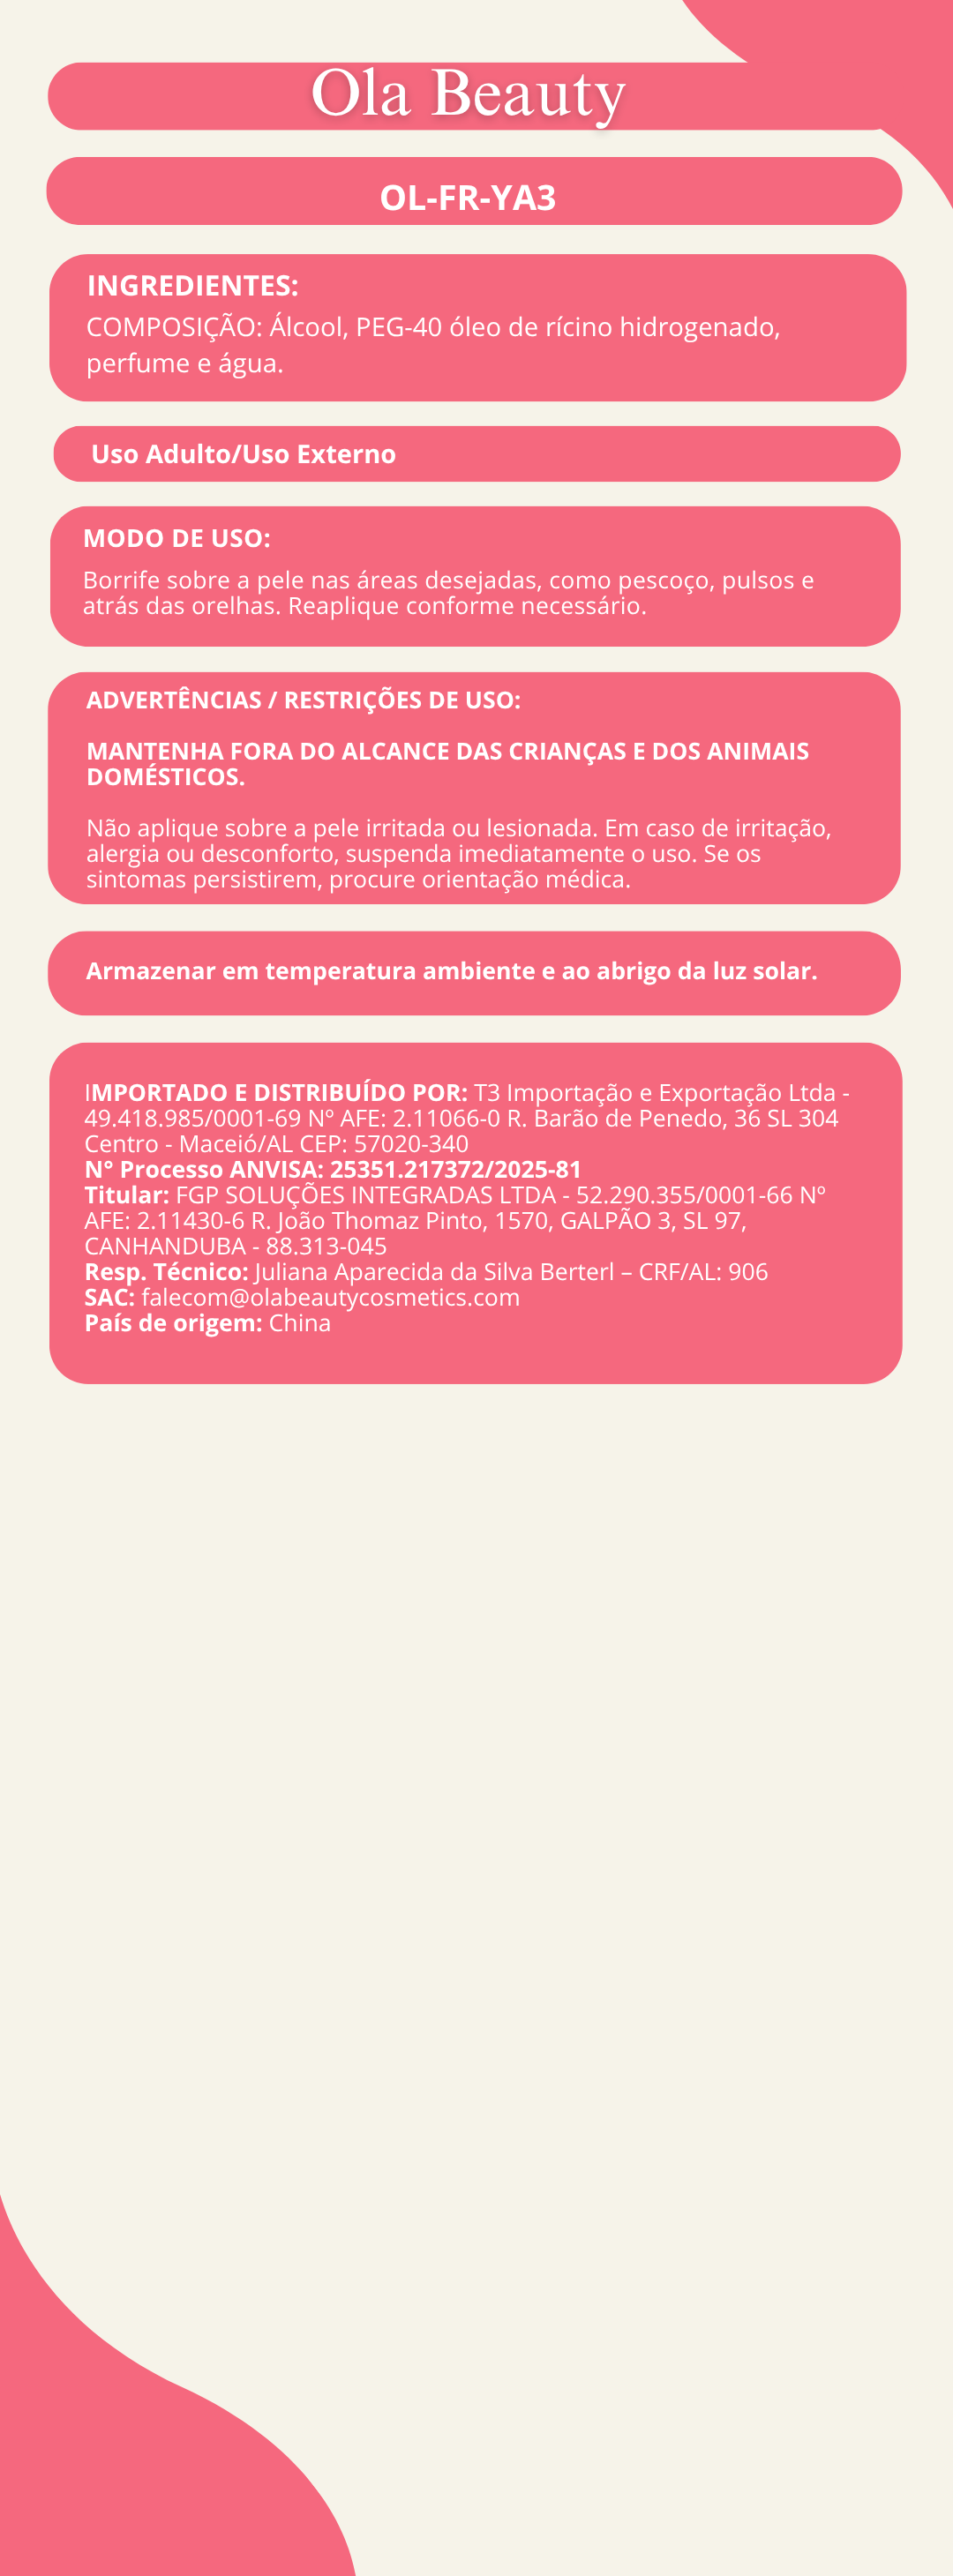 Ola Beauty
OL-FR-YA3
INGREDIENTES:
COMPOSIÇÃO: Álcool, PEG-40 óleo de rícino hidrogenado,
perfume e água.
Uso Adulto/Uso Externo
MODO DE USO:
Borrife sobre a pele nas áreas desejadas, como pescoço, pulsos e
atrás das orelhas. Reaplique conforme necessário.
ADVERTÊNCIAS / RESTRIÇÕES DE USO:
MANTENHA FORA DO ALCANCE DAS CRIANÇAS E DOS ANIMAIS
DOMÉSTICOS.
Não aplique sobre a pele irritada ou lesionada. Em caso de irritação,
alergia ou desconforto, suspenda imediatamente o uso. Se os
sintomas persistirem, procure orientação médica.
Armazenar em temperatura ambiente e ao abrigo da luz solar.
IMPORTADO E DISTRIBUÍDO POR: T3 Importação e Exportação Ltda -
49.418.985/0001-69 Nº AFE: 2.11066-0 R. Barão de Penedo, 36 SL 304
Centro - Maceió/AL CEP: 57020-340
N° Processo ANVISA: 25351.217372/2025-81
Titular: FGP SOLUÇÕES INTEGRADAS LTDA - 52.290.355/0001-66 Nº
AFE: 2.11430-6 R. João Thomaz Pinto, 1570, GALPÃO 3, SL 97,
CANHANDUBA - 88.313-045
Resp. Técnico: Juliana Aparecida da Silva Berterl – CRF/AL: 906
SAC: falecom@olabeautycosmetics.com
País de origem: China